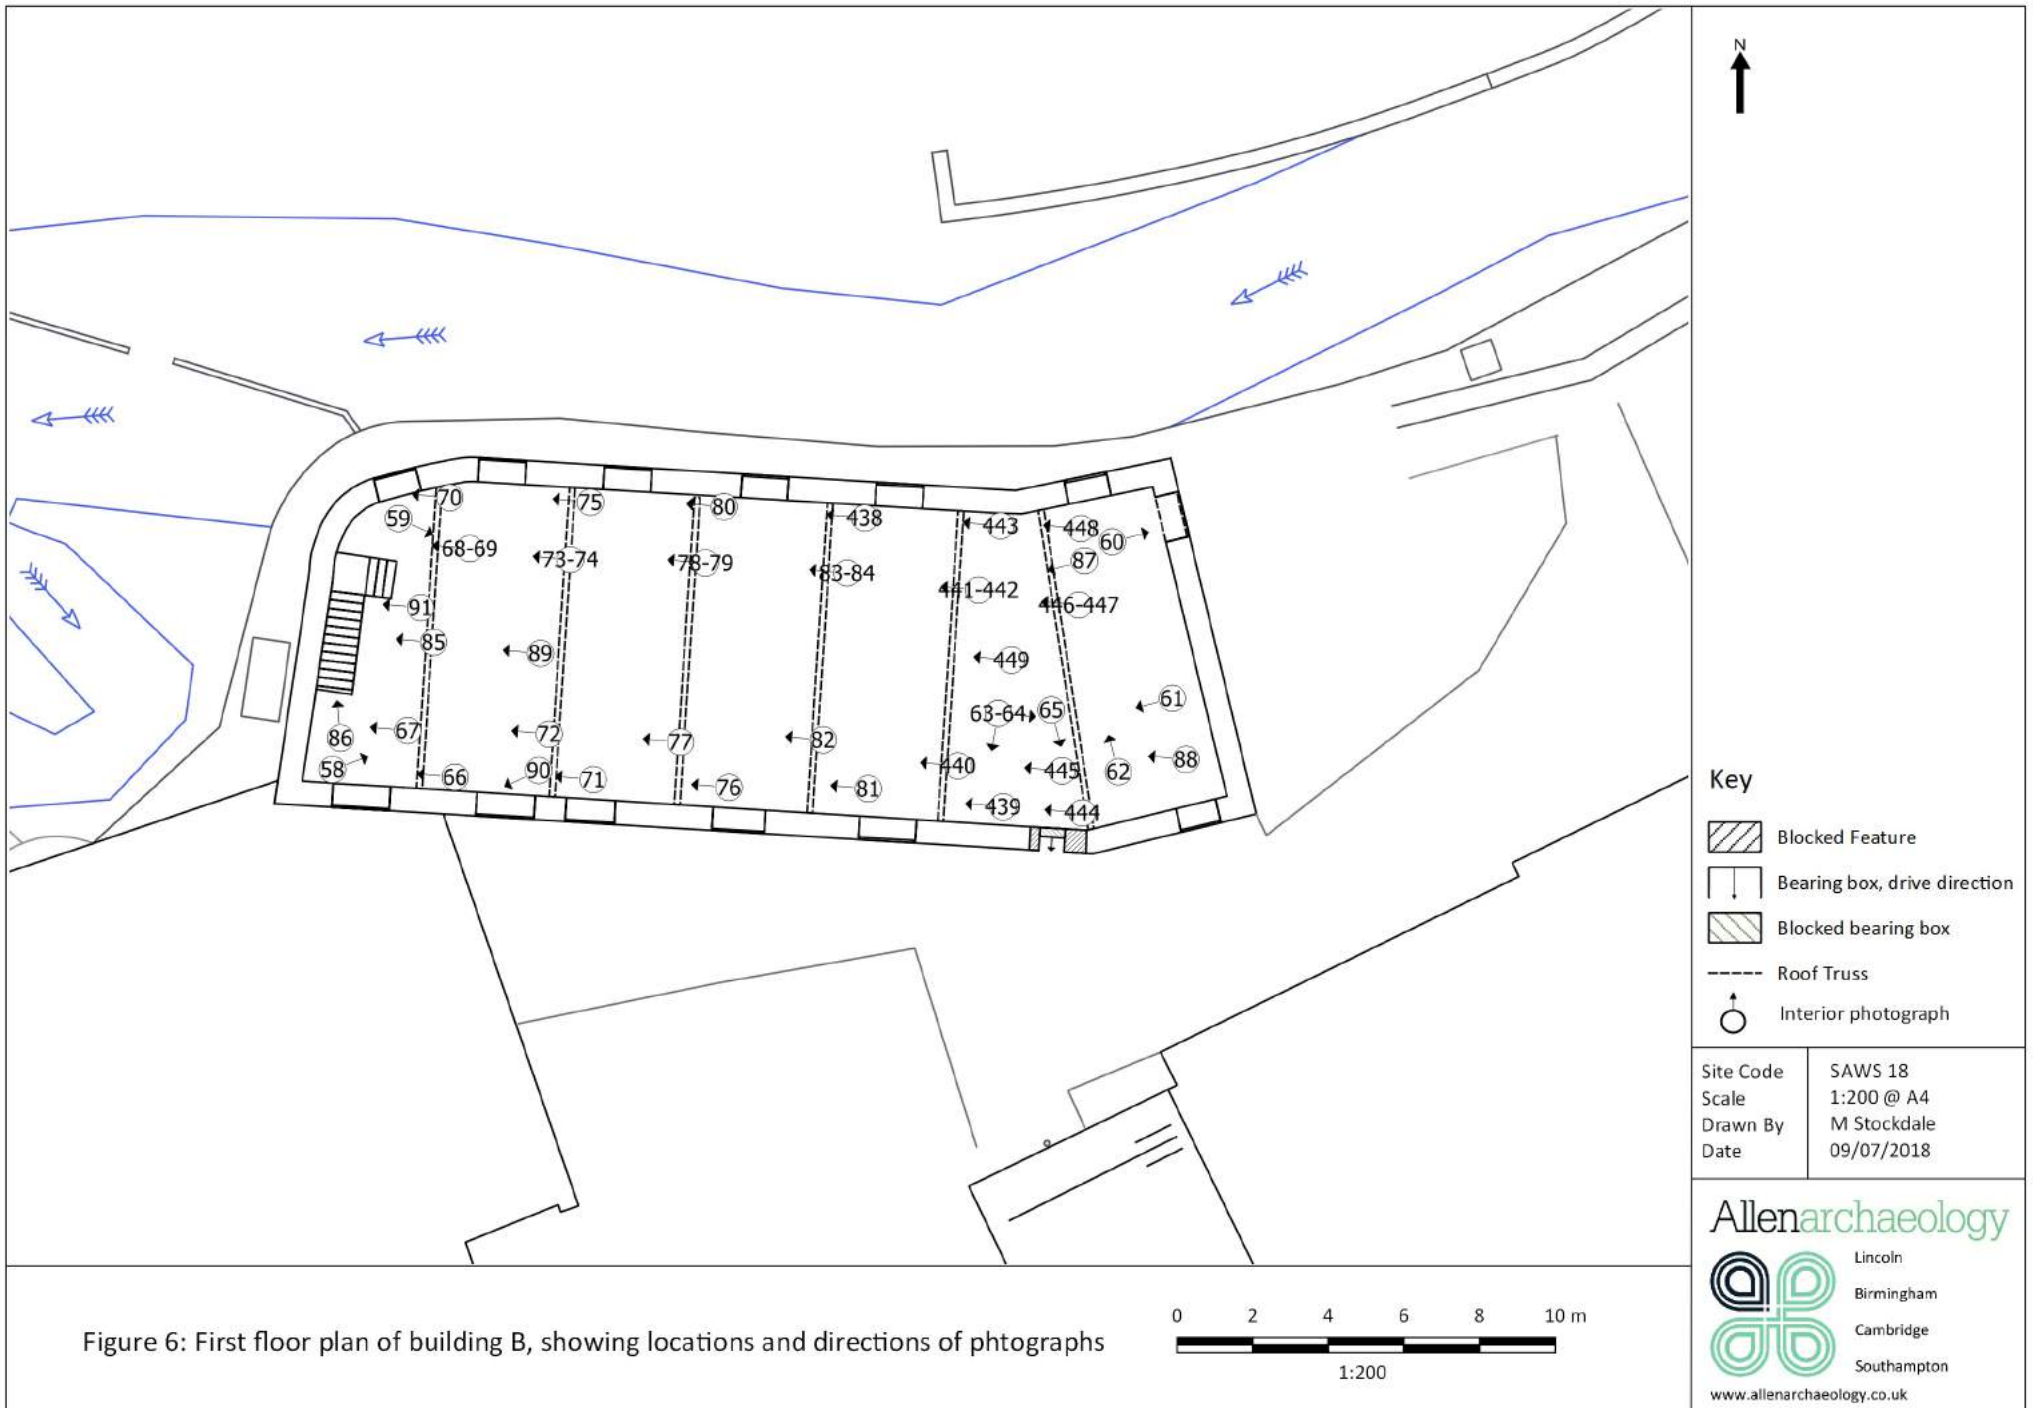 N
70
75
80
438
443
448
59
60
68-69
73-74
78-79
83-84
87
441-442
446-447
91
85
89
449
61
63-64
65
67
72
77
82
86
58
66
90
71
76
81
440
445
62
88
439
444
Key
Blocked Feature
Bearing box, drive direction
Blocked bearing box
Roof Truss
Interior photograph
Site Code SAWS 18
Scale 1:200 @ A4
Drawn By M Stockdale
Date 09/07/2018
Allenarchaeology
Lincoln
Birmingham
Cambridge
Southampton
www.allenarchaeology.co.uk
Figure 6: First floor plan of building B, showing locations and directions of phtographs
0 2 4 6 8 10 m
1:200